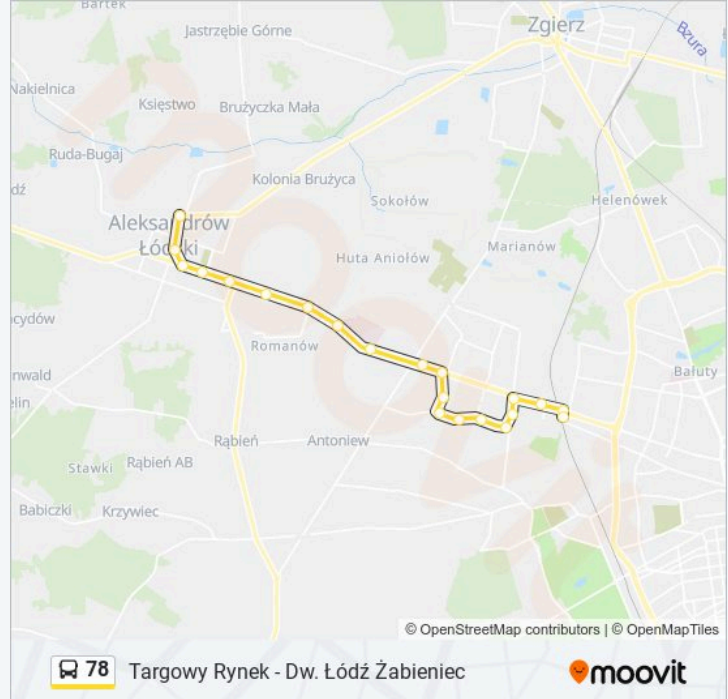 Bartek
Jastrzębie Górne
Zgierz
Bzura
Nakielnica
Księstwo
Brużyczka Mała
Ruda-Bugaj
Kolonia Brużyca
Sokołów
Helenówek
Aleksandrów
Łódzki
Huta Aniołów
Marianów
Romanów
Bałuty
Rąbień
Antoniew
Stawki
Rąbień AB
Babiczki
Krzywiec
© OpenStreetMap contributors | © OpenMapTiles
78 Targowy Rynek - Dw. Łódź Żabieniec
moovit